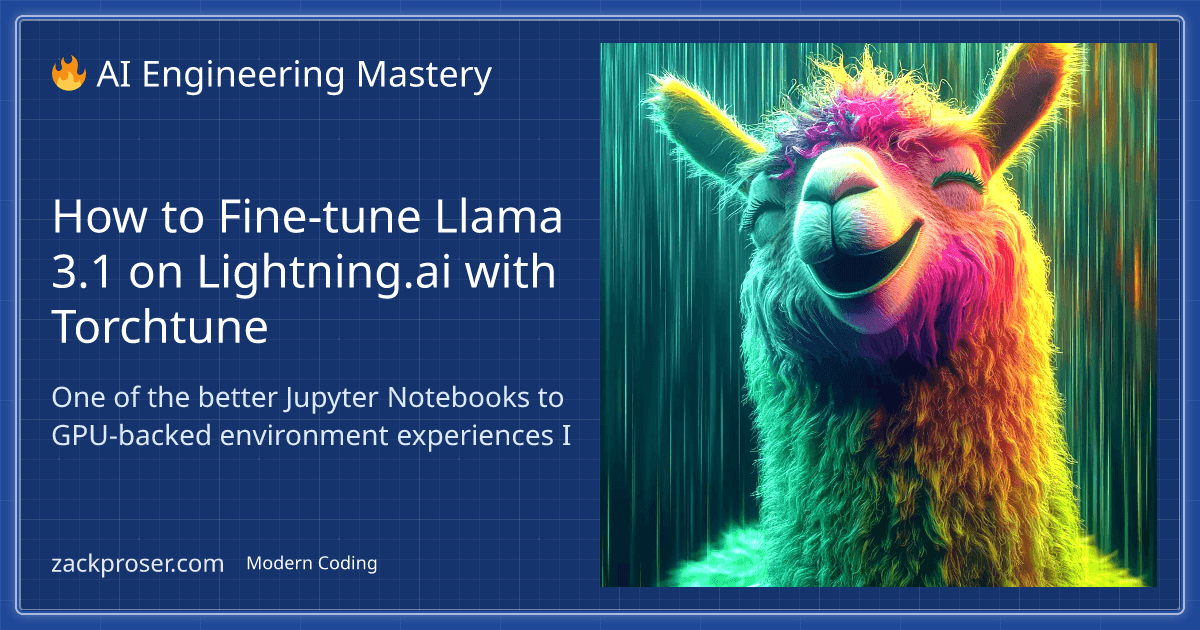 🔥 AI Engineering Mastery
How to Fine-tune Llama
3.1 on Lightning.ai with
Torchtune
One of the better Jupyter Notebooks to
GPU-backed environment experiences I
zackproser.com Modern Coding